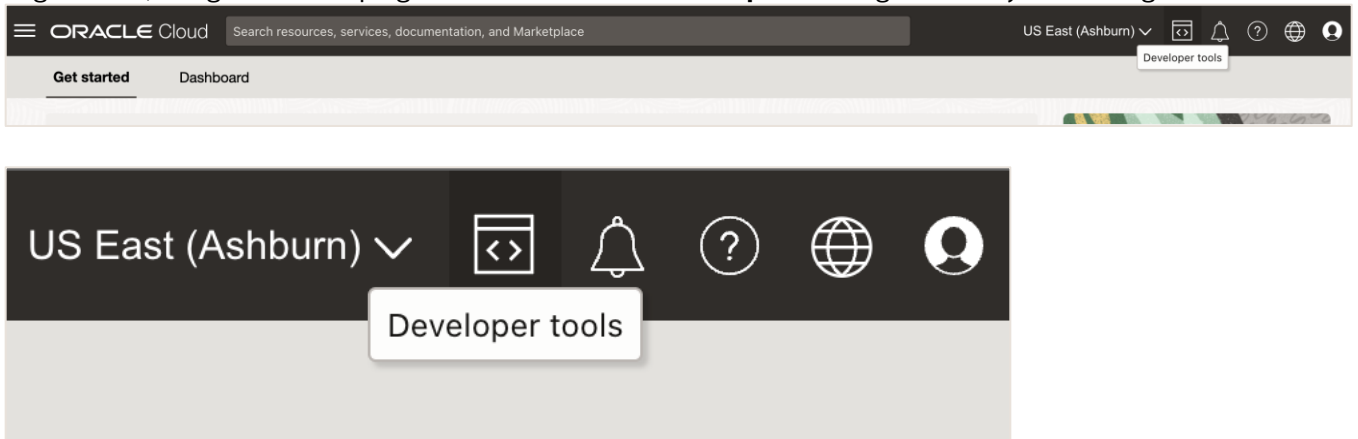 ORACLE Cloud Search resources, services, documentation, and Marketplace US East (Ashburn)
Developer tools
Get started Dashboard
US East (Ashburn)
Developer tools